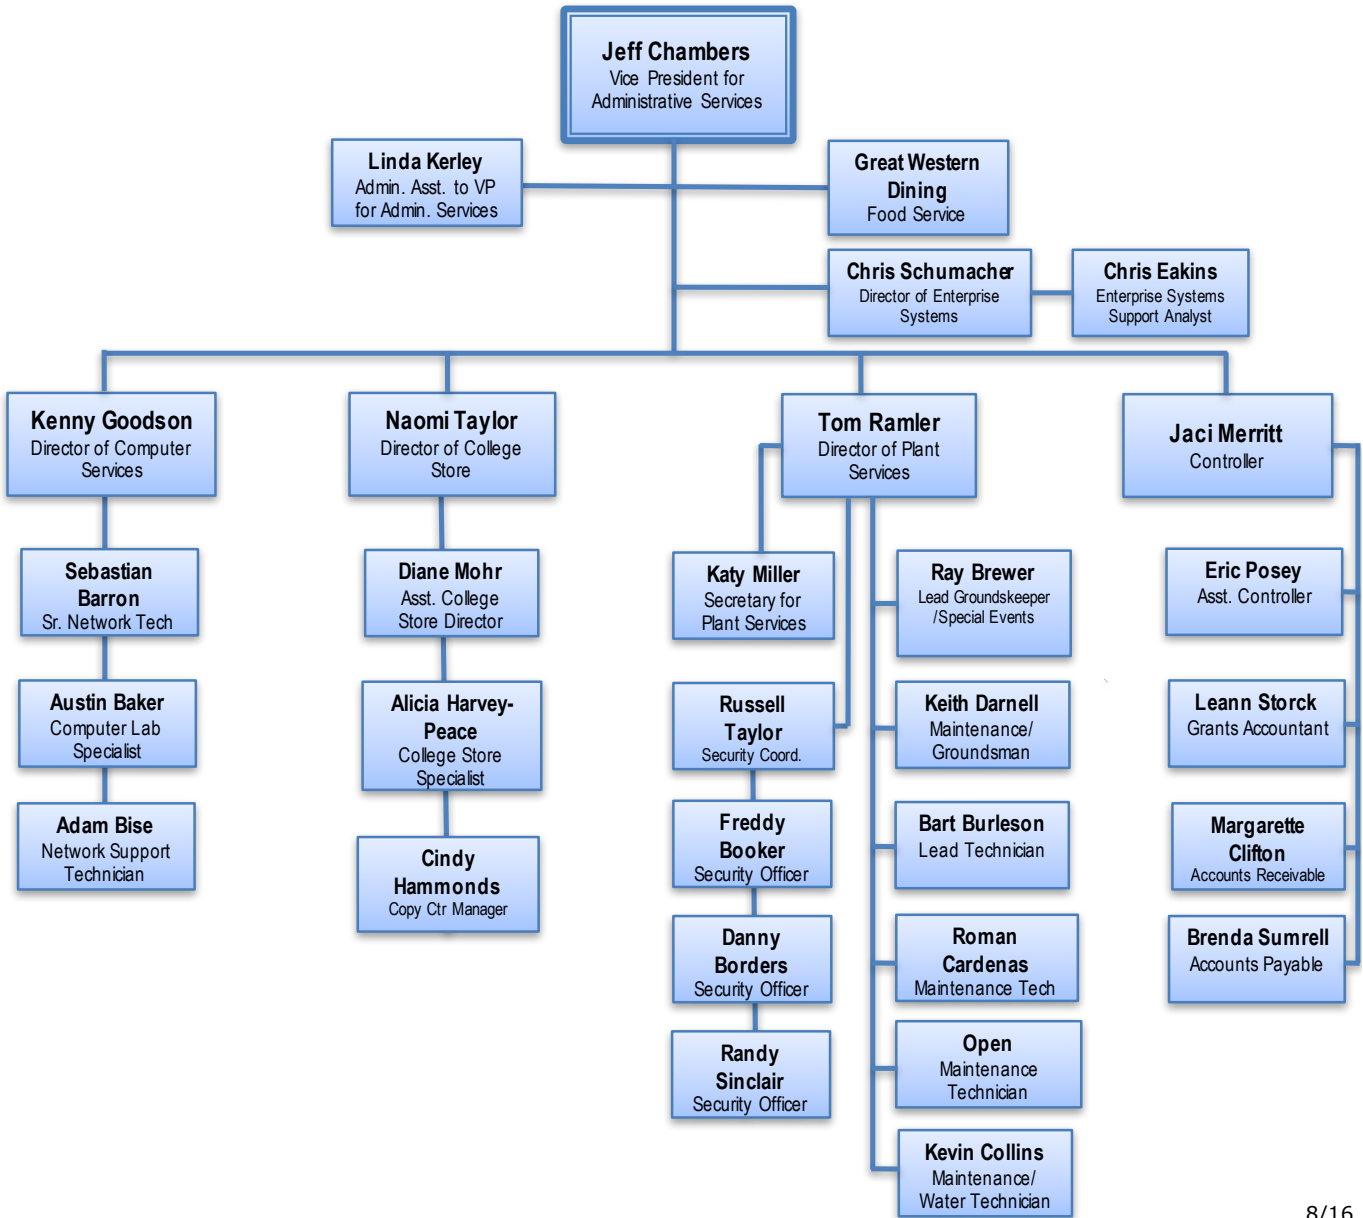 Jeff Chambers
Vice President for
Administrative Services
Linda Kerley
Admin. Asst. to VP
for Admin. Services
Great Western
Dining
Food Service
Chris Schumacher
Director of Enterprise
Systems
Chris Eakins
Enterprise Systems
Support Analyst
Kenny Goodson
Director of Computer
Services
Naomi Taylor
Director of College
Store
Tom Ramler
Director of Plant
Services
Jaci Merritt
Controller
Sebastian
Barron
Sr. Network Tech
Austin Baker
Computer Lab
Specialist
Adam Bise
Network Support
Technician
Diane Mohr
Asst. College
Store Director
Alicia Harvey-
Peace
College Store
Specialist
Cindy
Hammonds
Copy Ctr Manager
Katy Miller
Secretary for
Plant Services
Russell
Taylor
Security Coord.
Freddy
Booker
Security Officer
Danny
Borders
Security Officer
Randy
Sinclair
Security Officer
Ray Brewer
Lead Groundskeeper
/Special Events
Keith Darnell
Maintenance/
Groundsman
Bart Burleson
Lead Technician
Roman
Cardenas
Maintenance Tech
Open
Maintenance
Technician
Kevin Collins
Maintenance/
Water Technician
Eric Posey
Asst. Controller
Leann Storck
Grants Accountant
Margarette
Clifton
Accounts Receivable
Brenda Sumrell
Accounts Payable
8/16